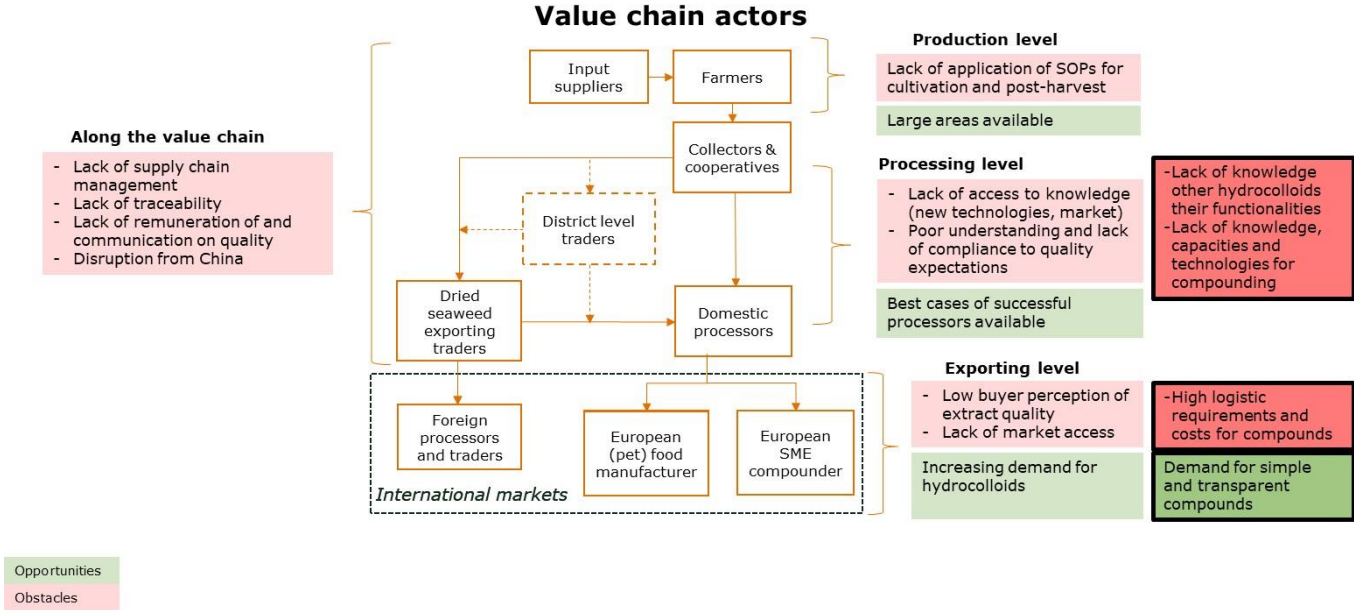 Value chain actors
Along the value chain
- Lack of supply chain
management
- Lack of traceability
- Lack of remuneration of and
communication on quality
- Disruption from China
Input
suppliers
Farmers
Collectors &
cooperatives
District level
traders
Dried
seaweed
exporting
traders
Domestic
processors
Foreign
processors
and traders
European
(pet) food
manufacturer
European
SME
compounder
International markets
Production level
Lack of application of SOPs for
cultivation and post-harvest
Large areas available
Processing level
- Lack of access to knowledge
(new technologies, market)
- Poor understanding and lack
of compliance to quality
expectations
Best cases of successful
processors available
-Lack of knowledge
other hydrocolloids
their functionalities
-Lack of knowledge,
capacities and
technologies for
compounding
Exporting level
- Low buyer perception of
extract quality
- Lack of market access
Increasing demand for
hydrocolloids
-High logistic
requirements and
costs for compounds
Demand for simple
and transparent
compounds
Opportunities
Obstacles